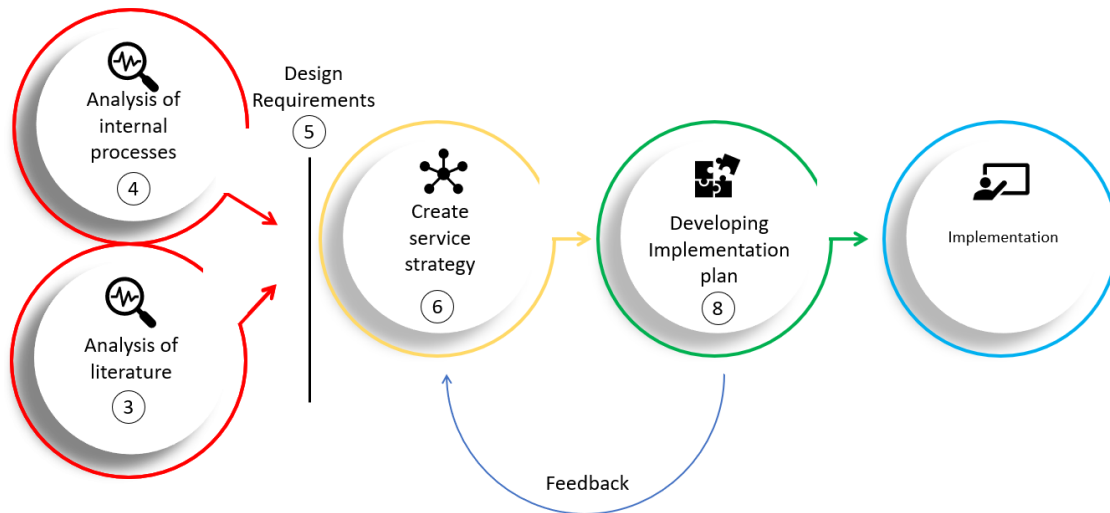 Analysis of
internal
processes
4
Analysis of
literature
3
Design
Requirements
5
Create
service
strategy
6
Developing
Implementation
plan
8
Implementation
Feedback